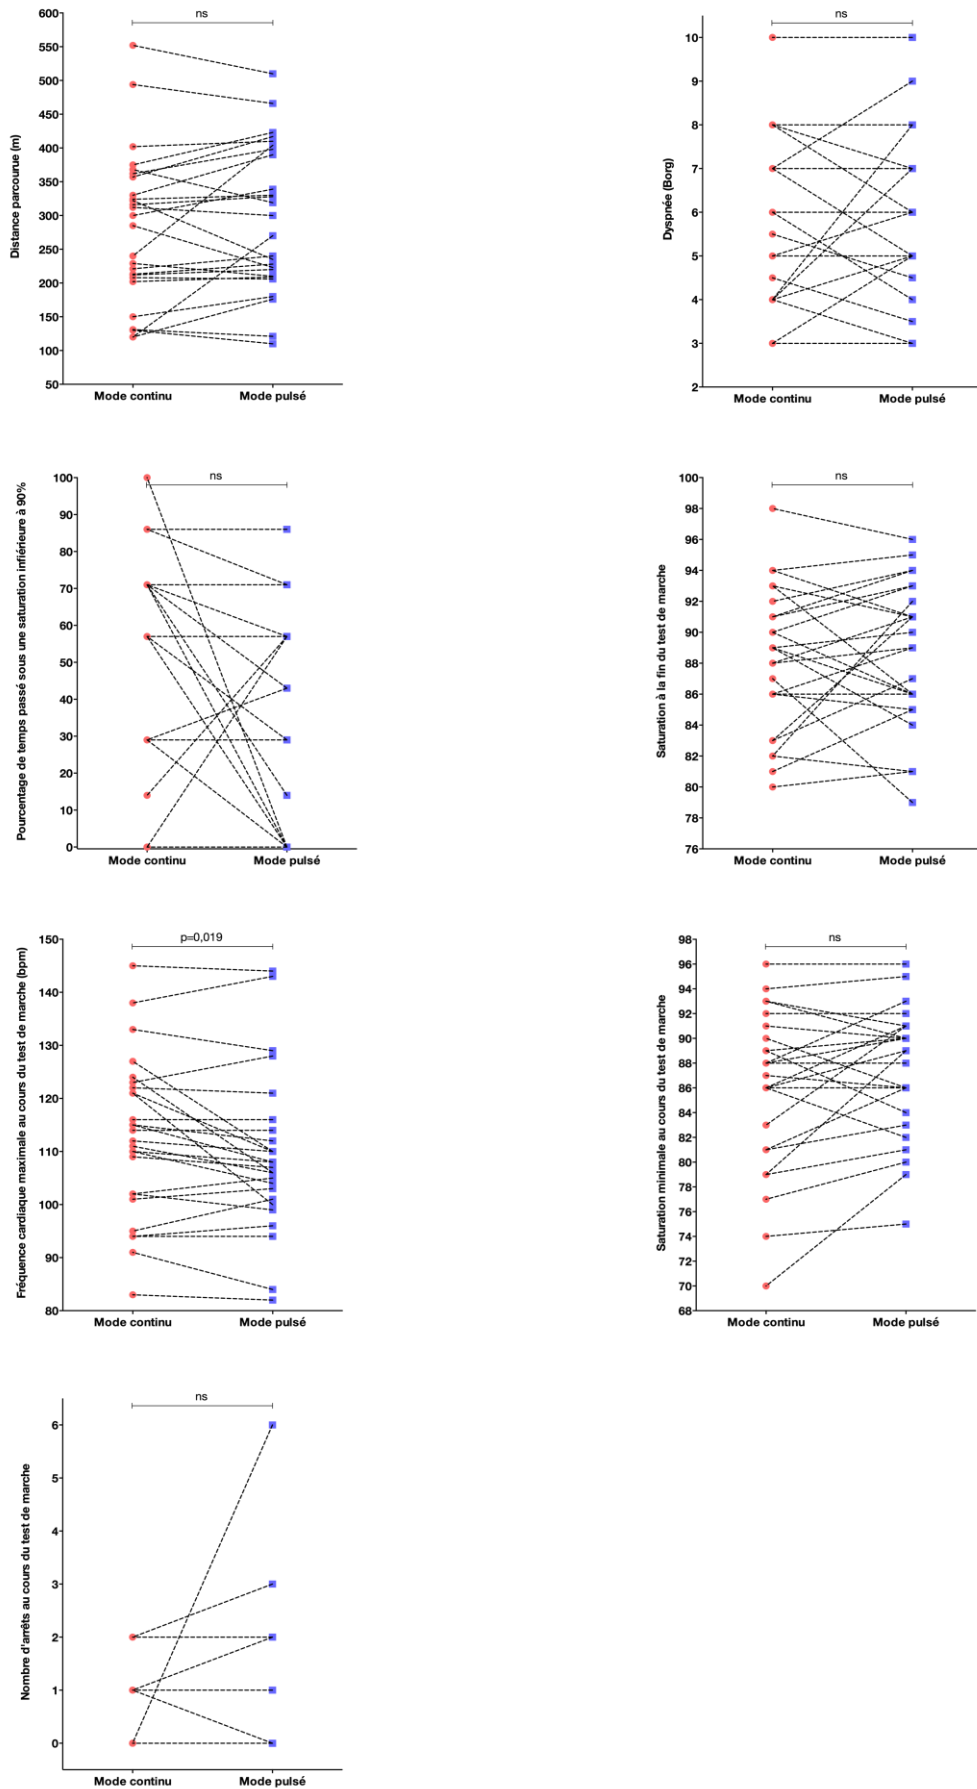 ns
600
550
500
450
400
350
300
250
200
150
100
50
Distance parcourue (m)
Mode continu
Mode pulsé
ns
10
9
8
7
6
5
4
3
2
Dyspnée (Borg)
Mode continu
Mode pulsé
ns
100
90
80
70
60
50
40
30
20
10
0
Pourcentage de temps passé sous une saturation infiérieure à 90%
Mode continu
Mode pulsé
ns
98
96
94
92
90
88
86
84
82
80
78
76
Saturation à la fin du test de marche
Mode continu
Mode pulsé
p=0,019
150
140
130
120
110
100
90
80
Fréquence cardiaque maximale au cours du test de marche (bpm)
Mode continu
Mode pulsé
ns
98
96
94
92
90
88
86
84
82
80
78
76
74
72
70
68
Saturation minimale au cours du test de marche
Mode continu
Mode pulsé
ns
6
5
4
3
2
1
0
Nombre d'arrêts au cours du test de marche
Mode continu
Mode pulsé